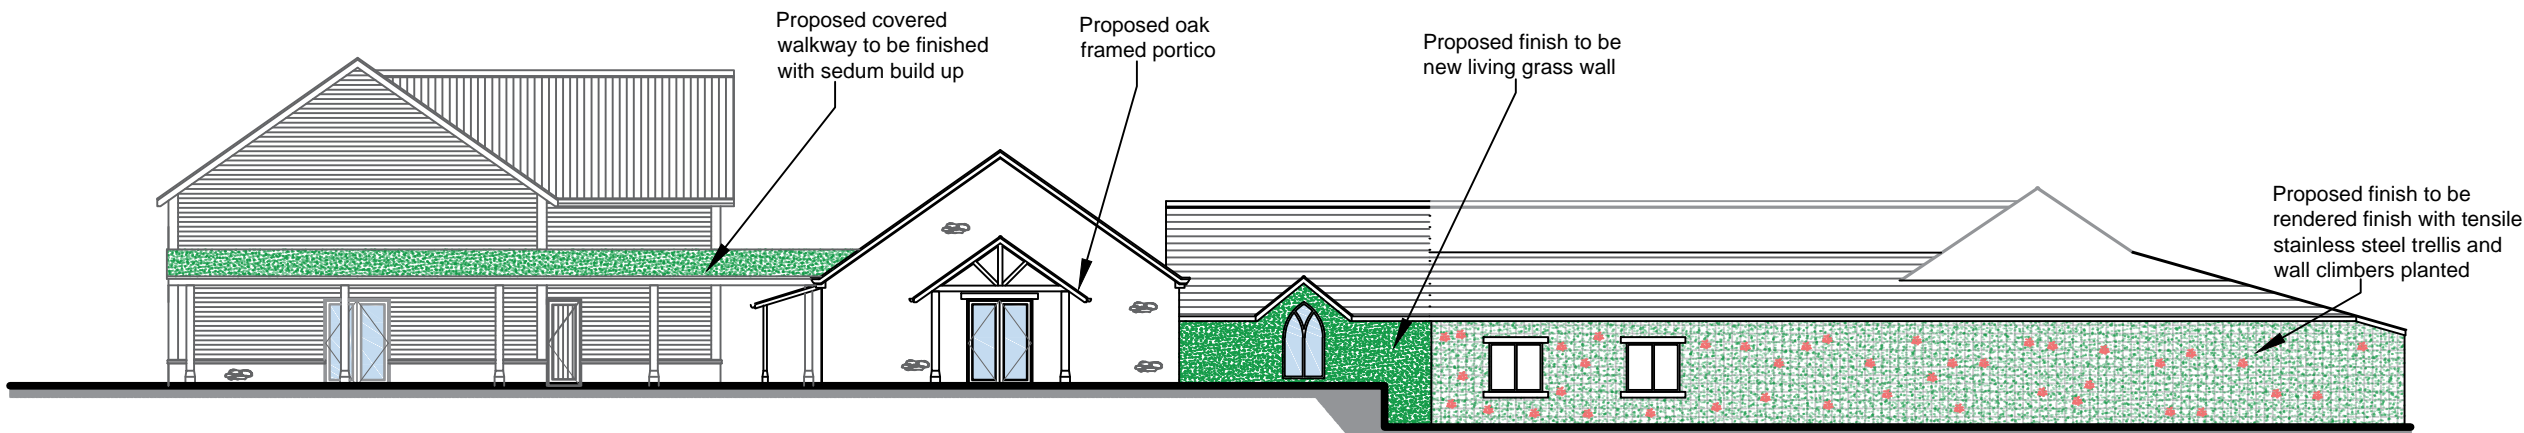 Proposed covered
walkway to be finished
with sedum build up
Proposed oak
framed portico
Proposed finish to be
new living grass wall
Proposed finish to be
rendered finish with tensile
stainless steel trellis and
wall climbers planted